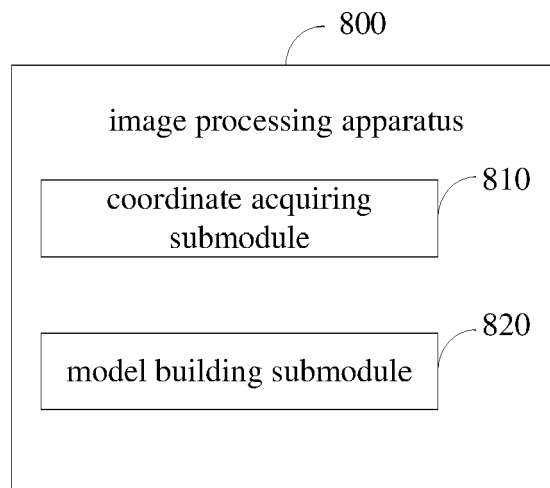 800
image processing apparatus
810
coordinate acquiring
submodule
820
model building submodule